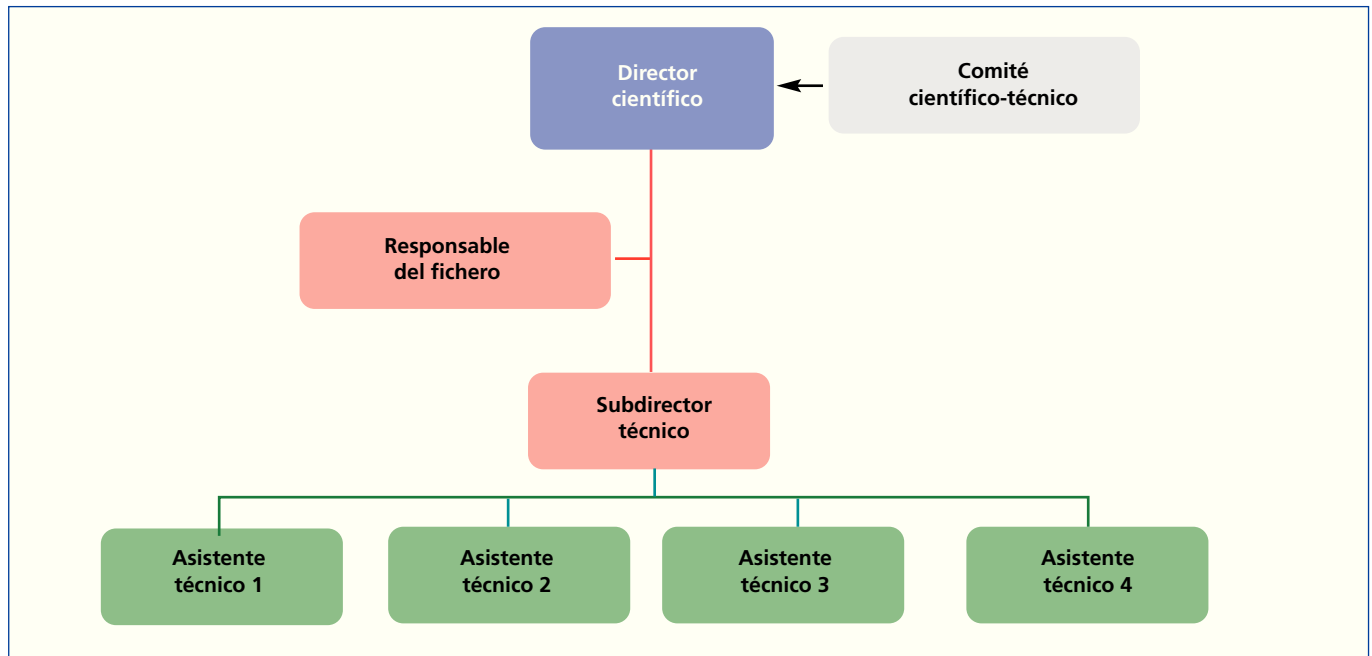 Director
científico
Comité
científico-técnico
Responsable
del fichero
Subdirector
técnico
Asistente
técnico 1
Asistente
técnico 2
Asistente
técnico 3
Asistente
técnico 4